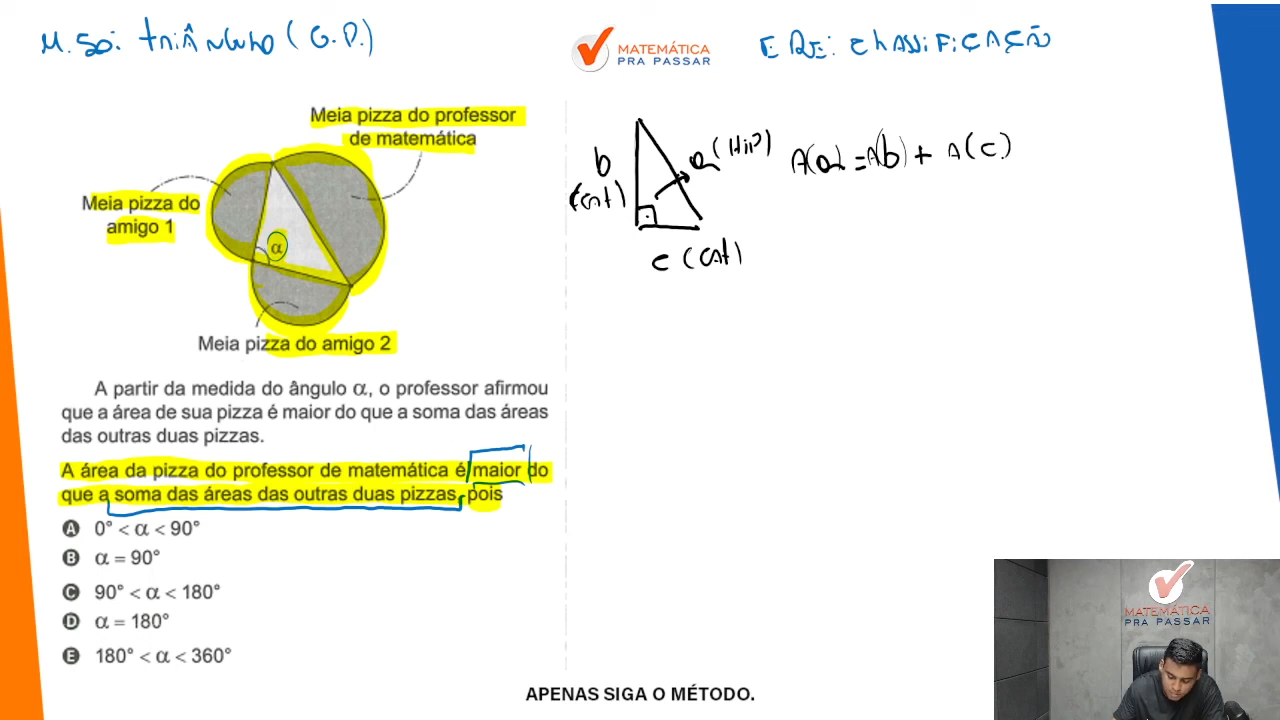 M.SO: tRiÂNGULO (G.P.)
MATEMÁTICA
PRA PASSAR
E RE: CLASSIFICAÇÃO
Meia pizza do professor
de matemática
Meia pizza do
amigo 1
α
Meia pizza do amigo 2
A partir da medida do ângulo α, o professor afirmou
que a área de sua pizza é maior do que a soma das áreas
das outras duas pizzas.
A área da pizza do professor de matemática é maior do
que a soma das áreas das outras duas pizzas, pois
A 0° < α < 90°
B α = 90°
C 90° < α < 180°
D α = 180°
E 180° < α < 360°
b
(cat)
a (HIP)
c (cat)
A(a) = A(b) + A(c)
MATEMÁTICA
PRA PASSAR
APENAS SIGA O MÉTODO.